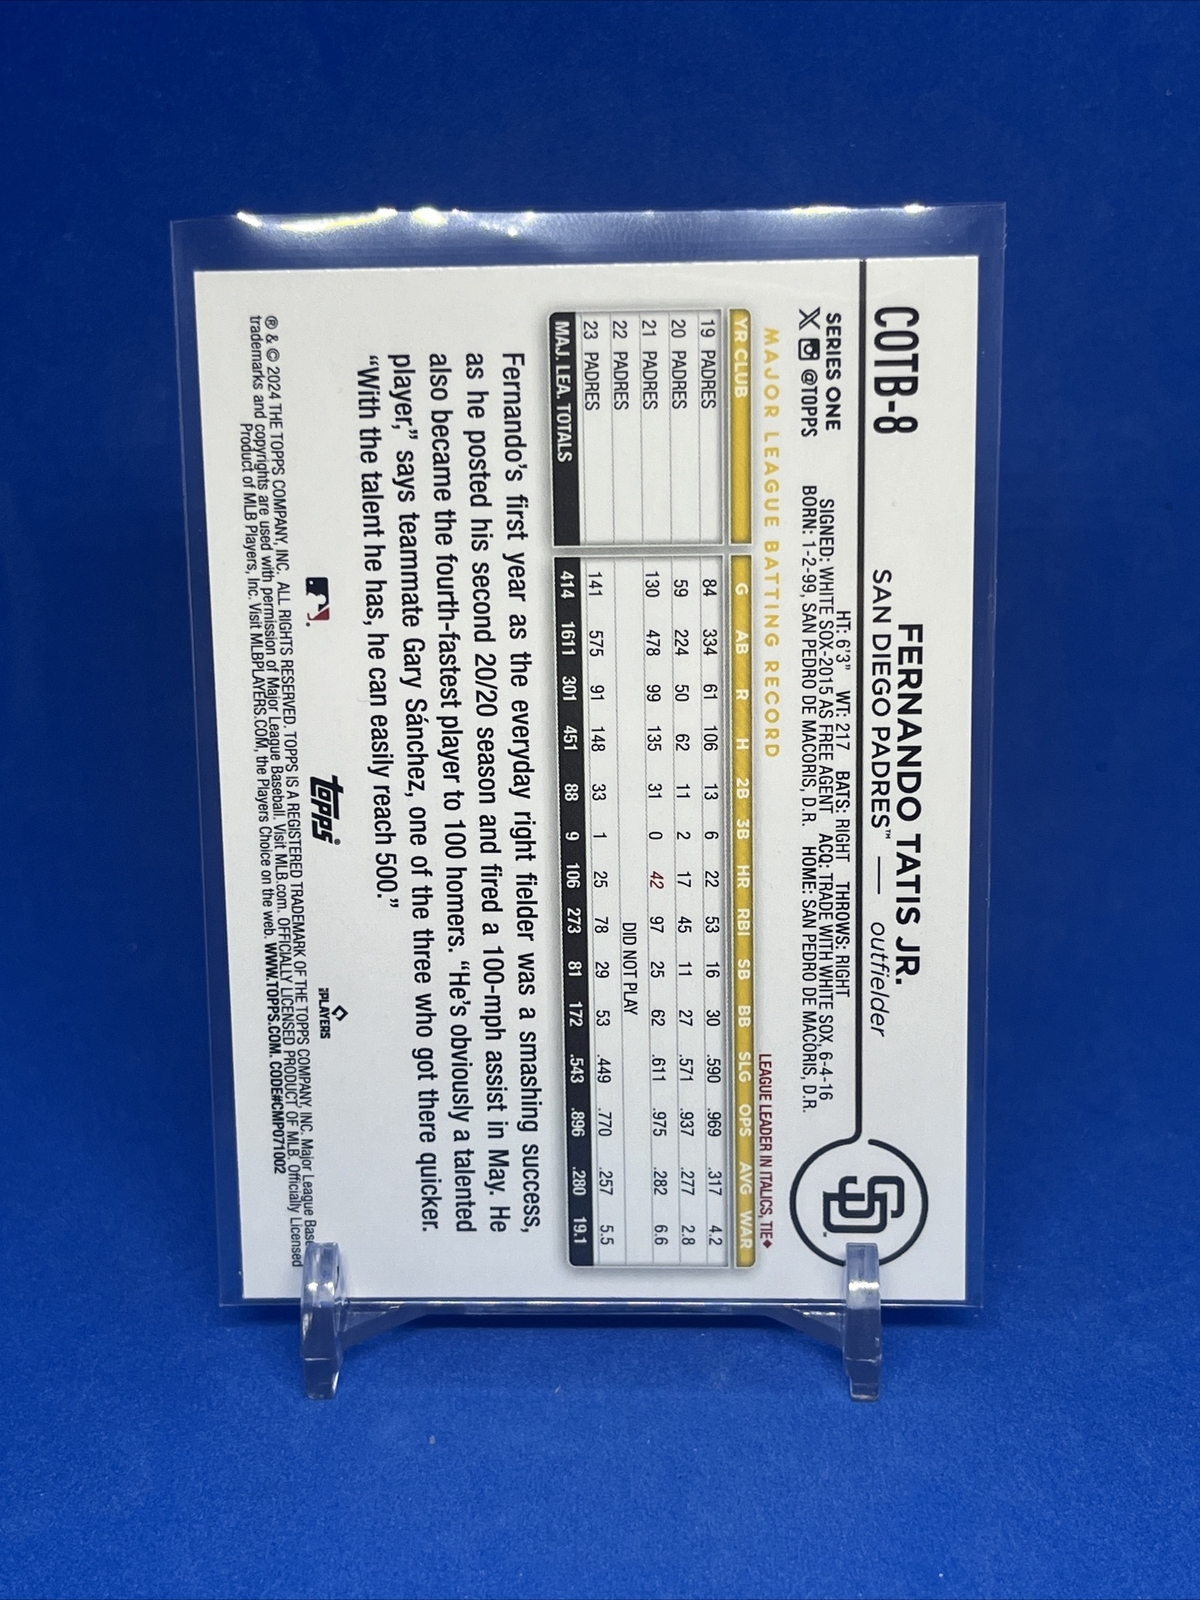 COTB-8
FERNANDO TATIS JR.
SAN DIEGO PADRES™ — outfielder
SERIES ONE
@TOPPS
HT: 6'3" WT: 217 BATS: RIGHT THROWS: RIGHT
SIGNED: WHITE SOX-2015 AS FREE AGENT ACQ: TRADE WITH WHITE SOX, 6-4-16
BORN: 1-2-99, SAN PEDRO DE MACORIS, D.R. HOME: SAN PEDRO DE MACORIS, D.R.
SD
MAJOR LEAGUE BATTING RECORD
LEAGUE LEADER IN ITALICS, TIE♦
YR CLUB G AB R H 2B 3B HR RBI SB BB SLG OPS AVG WAR
19 PADRES 84 334 61 106 13 6 22 53 16 30 .590 .969 .317 4.2
20 PADRES 59 224 50 62 11 2 17 45 11 27 .571 .937 .277 2.8
21 PADRES 130 478 99 135 31 0 42 97 25 62 .611 .975 .282 6.6
22 PADRES DID NOT PLAY
23 PADRES 141 575 91 148 33 1 25 78 29 53 .449 .770 .257 5.5
MAJ. LEA. TOTALS 414 1611 301 451 88 9 106 273 81 172 .543 .896 .280 19.1
Fernando's first year as the everyday right fielder was a smashing success,
as he posted his second 20/20 season and fired a 100-mph assist in May. He
also became the fourth-fastest player to 100 homers. "He's obviously a talented
player," says teammate Gary Sánchez, one of the three who got there quicker.
"With the talent he has, he can easily reach 500."
topps®
PLAYERS
® & © 2024 THE TOPPS COMPANY, INC. ALL RIGHTS RESERVED. TOPPS IS A REGISTERED TRADEMARK OF THE TOPPS COMPANY, INC. Major League Baseball
trademarks and copyrights are used with permission of Major League Baseball. Visit MLB.com. OFFICIALLY LICENSED PRODUCT OF MLB. Officially Licensed
Product of MLB Players, Inc. Visit MLBPLAYERS.COM, the Players Choice on the web. WWW.TOPPS.COM. CODE#CMP071002